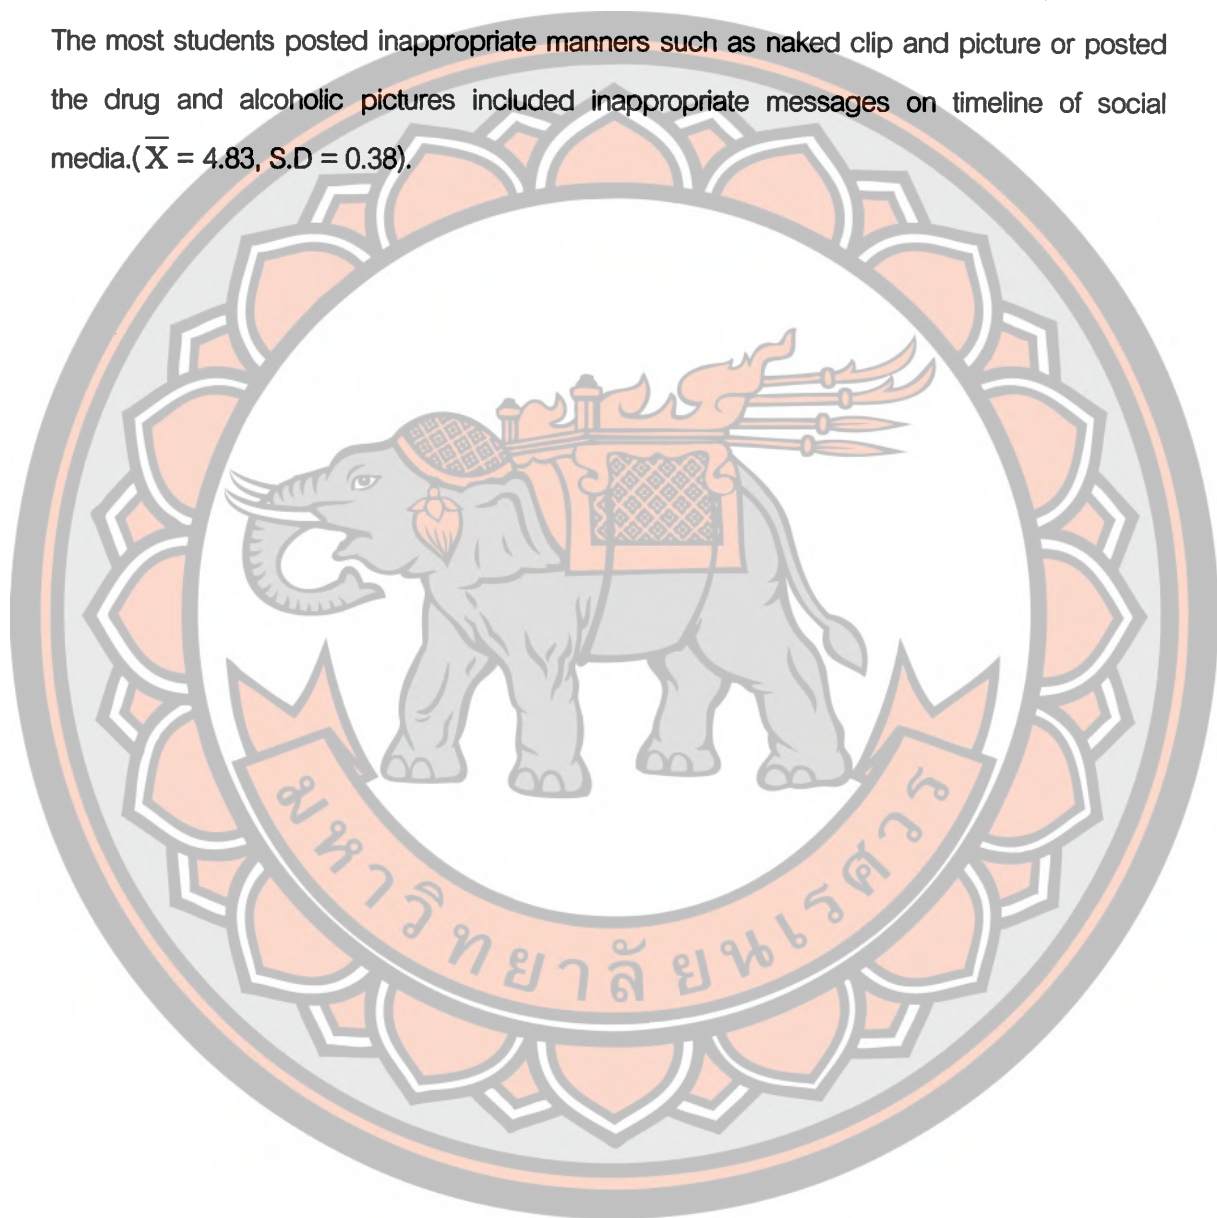 The most students posted inappropriate manners such as naked clip and picture or posted
the drug and alcoholic pictures included inappropriate messages on timeline of social
media.( X̅ = 4.83, S.D = 0.38).
มหาวิทยาลัยนเรศวร